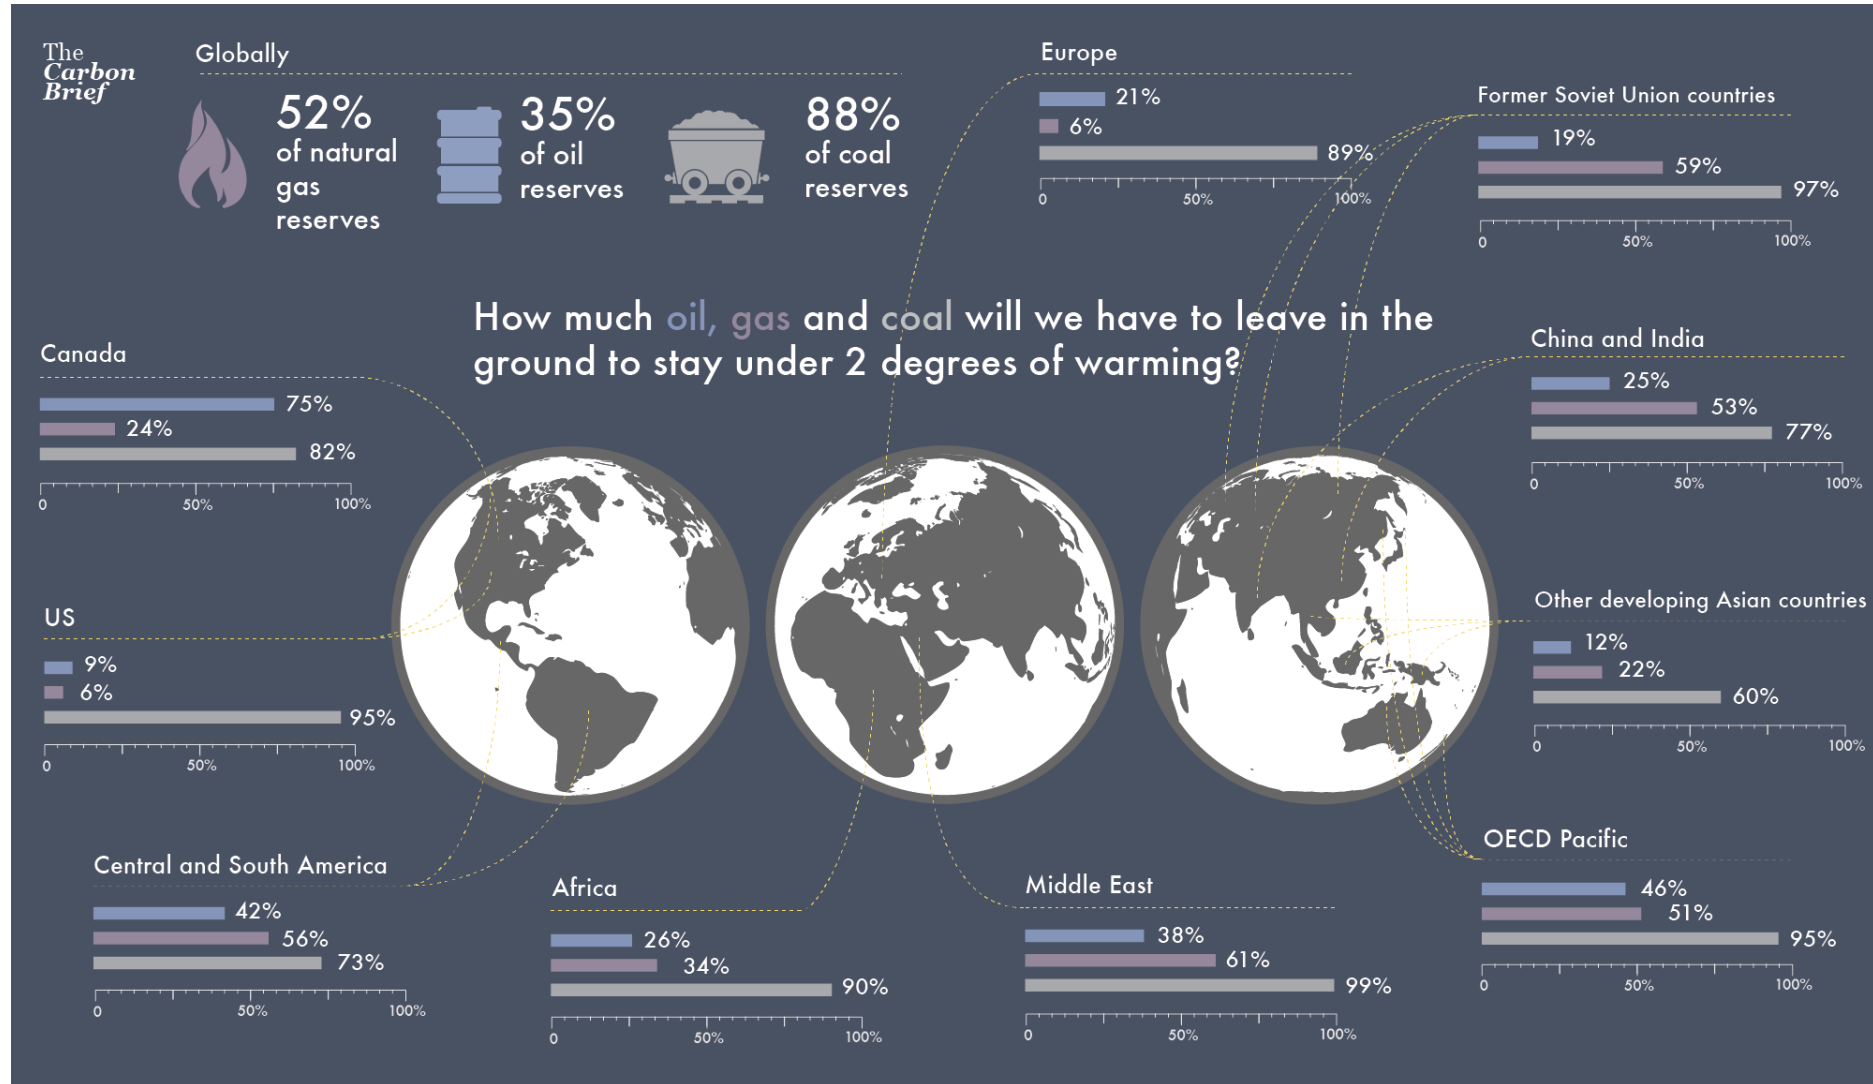 The
Carbon
Brief
Globally
52%
of natural
gas
reserves
35%
of oil
reserves
88%
of coal
reserves
Europe
21%
6%
89%
0 50% 100%
Former Soviet Union countries
19%
59%
97%
0 50% 100%
How much oil, gas and coal will we have to leave in the
ground to stay under 2 degrees of warming?
Canada
75%
24%
82%
0 50% 100%
China and India
25%
53%
77%
0 50% 100%
US
9%
6%
95%
0 50% 100%
Other developing Asian countries
12%
22%
60%
0 50% 100%
Central and South America
42%
56%
73%
0 50% 100%
Africa
26%
34%
90%
0 50% 100%
Middle East
38%
61%
99%
0 50% 100%
OECD Pacific
46%
51%
95%
0 50% 100%